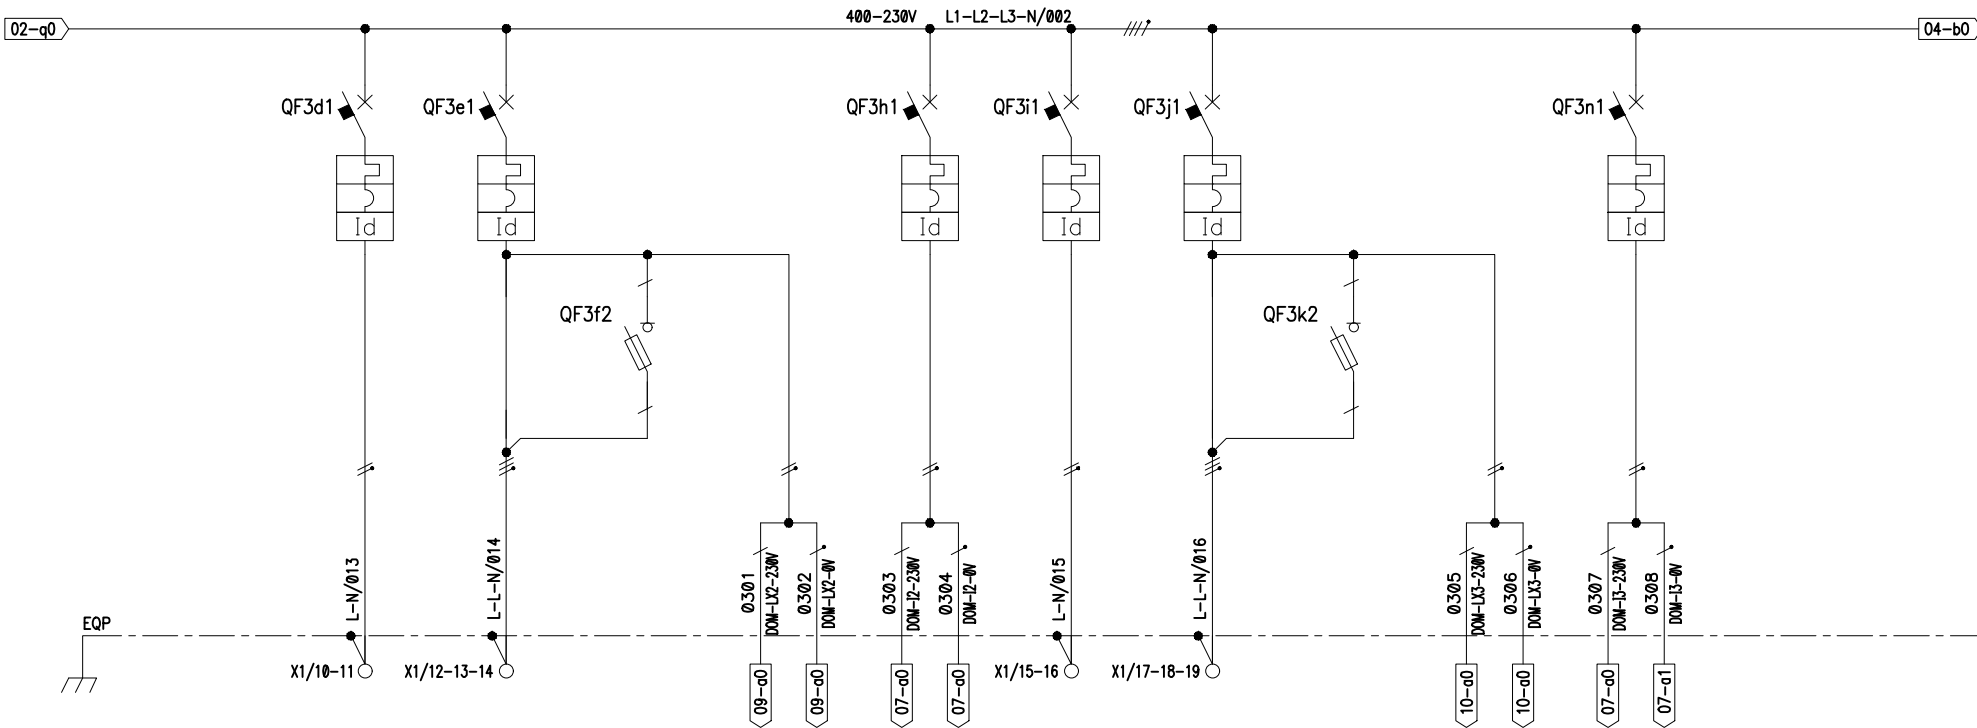 02-q0
400-230V L1-L2-L3-N/002
04-b0
QF3d1
QF3e1
QF3h1
QF3i1
QF3j1
QF3n1
Id
Id
Id
Id
Id
Id
QF3f2
QF3k2
L-N/013
L-L-N/014
0301
DOM-LX2-230V
0302
DOM-LX2-0V
0303
DOM-I2-230V
0304
DOM-I2-0V
L-N/015
L-L-N/016
0305
DOM-LX3-230V
0306
DOM-LX3-0V
0307
DOM-I3-230V
0308
DOM-I3-0V
EQP
X1/10-11
X1/12-13-14
09-a0
09-a0
07-a0
07-a0
X1/15-16
X1/17-18-19
10-a0
10-a0
07-a0
07-a1